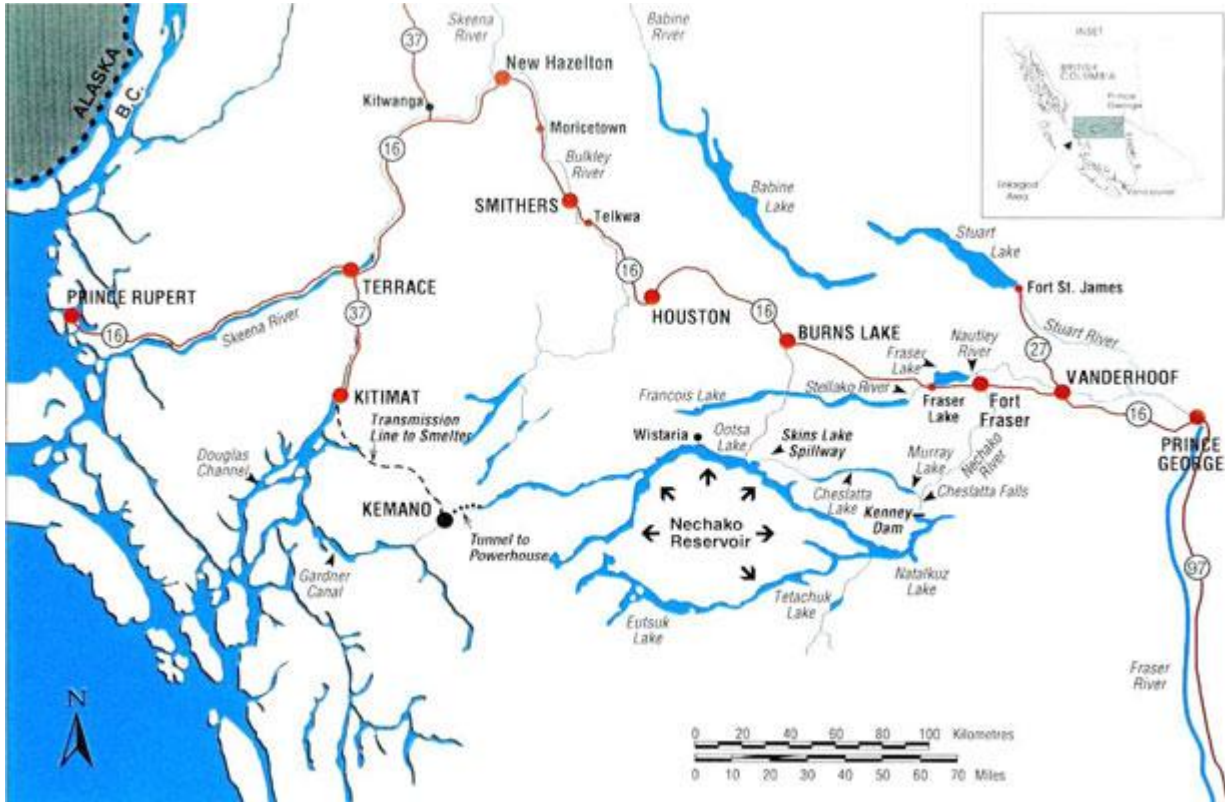 ALASKA
B.C.
37
Skeena
River
Babine
River
New Hazelton
Kitwanga
Moricetown
16
Bulkley
River
SMITHERS
Telkwa
Babine
Lake
INSET
BRITISH
COLUMBIA
Prince
George
Enlarged
Area
Vancouver
Stuart
Lake
Fort St. James
16
TERRACE
PRINCE RUPERT
16
Skeena River
37
HOUSTON
16
BURNS LAKE
Stuart River
Nautley
River
27
Fraser
Lake
VANDERHOOF
Stellako River
KITIMAT
Francois Lake
Fraser
Lake
Fort
Fraser
16
PRINCE
GEORGE
Transmission
Line to Smelter
Wistaria
Ootsa
Lake
Skins Lake
Spillway
Murray
Lake
Nechako
River
Douglas
Channel
Cheslatta
Lake
Cheslatta Falls
KEMANO
Kenney
Dam
Nechako
Reservoir
Tunnel to
Powerhouse
Gardner
Canal
Natalkuz
Lake
97
Tetachuk
Lake
Eutsuk
Lake
Fraser
River
N
0 20 40 60 80 100 Kilometres
0 10 20 30 40 50 60 70 Miles